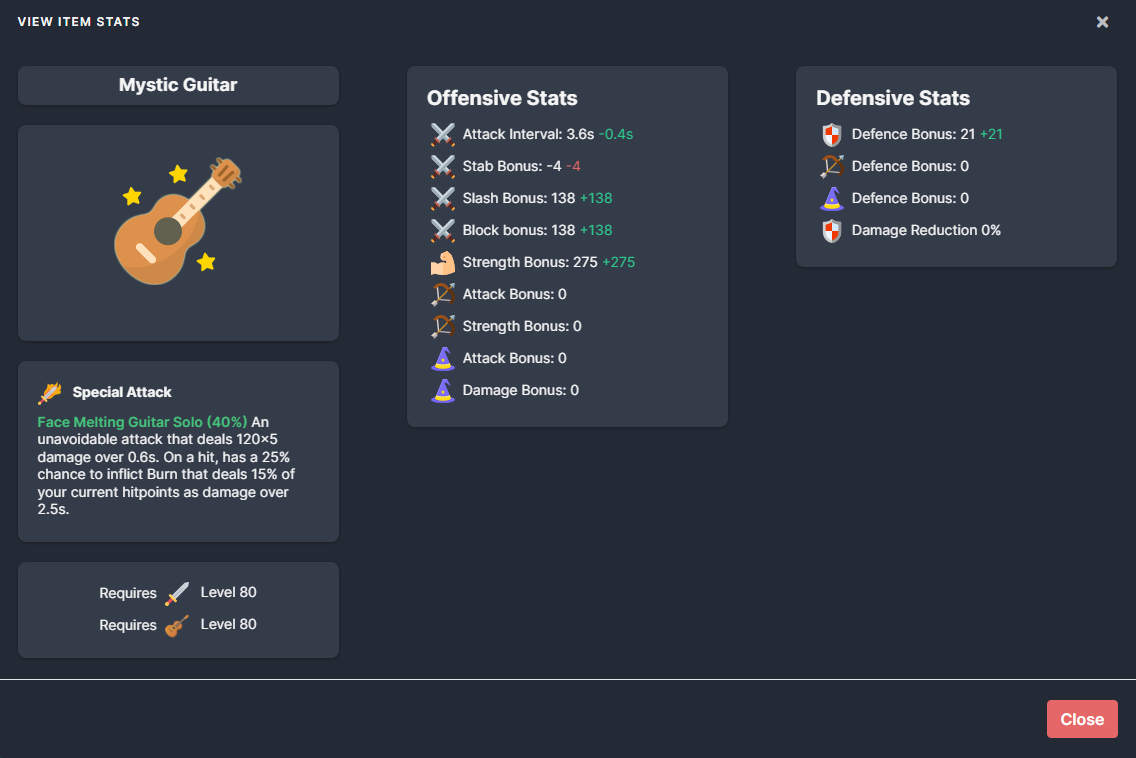 VIEW ITEM STATS
Mystic Guitar
Special Attack
Face Melting Guitar Solo (40%) An
unavoidable attack that deals 120×5
damage over 0.6s. On a hit, has a 25%
chance to inflict Burn that deals 15% of
your current hitpoints as damage over
2.5s.
Requires Level 80
Requires Level 80
Offensive Stats
Attack Interval: 3.6s -0.4s
Stab Bonus: -4 -4
Slash Bonus: 138 +138
Block bonus: 138 +138
Strength Bonus: 275 +275
Attack Bonus: 0
Strength Bonus: 0
Attack Bonus: 0
Damage Bonus: 0
Defensive Stats
Defence Bonus: 21 +21
Defence Bonus: 0
Defence Bonus: 0
Damage Reduction 0%
Close